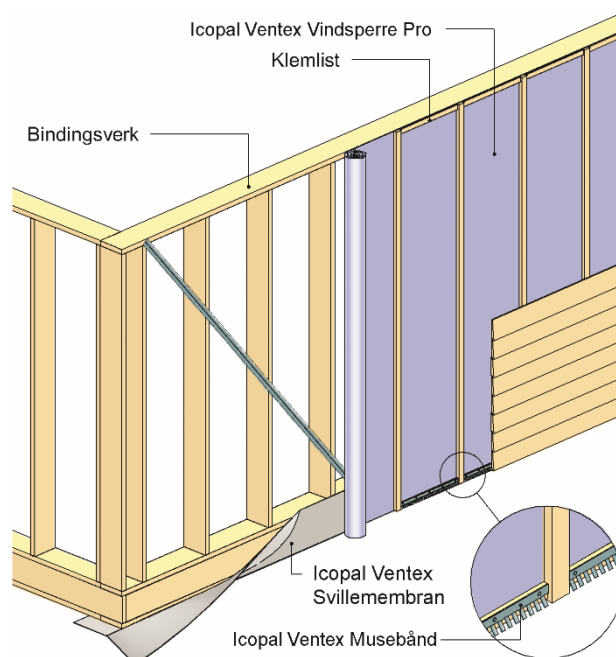 Icopal Ventex Vindsperre Pro
Klemlist
Bindingsverk
Icopal Ventex
Svillemembran
Icopal Ventex Musebånd